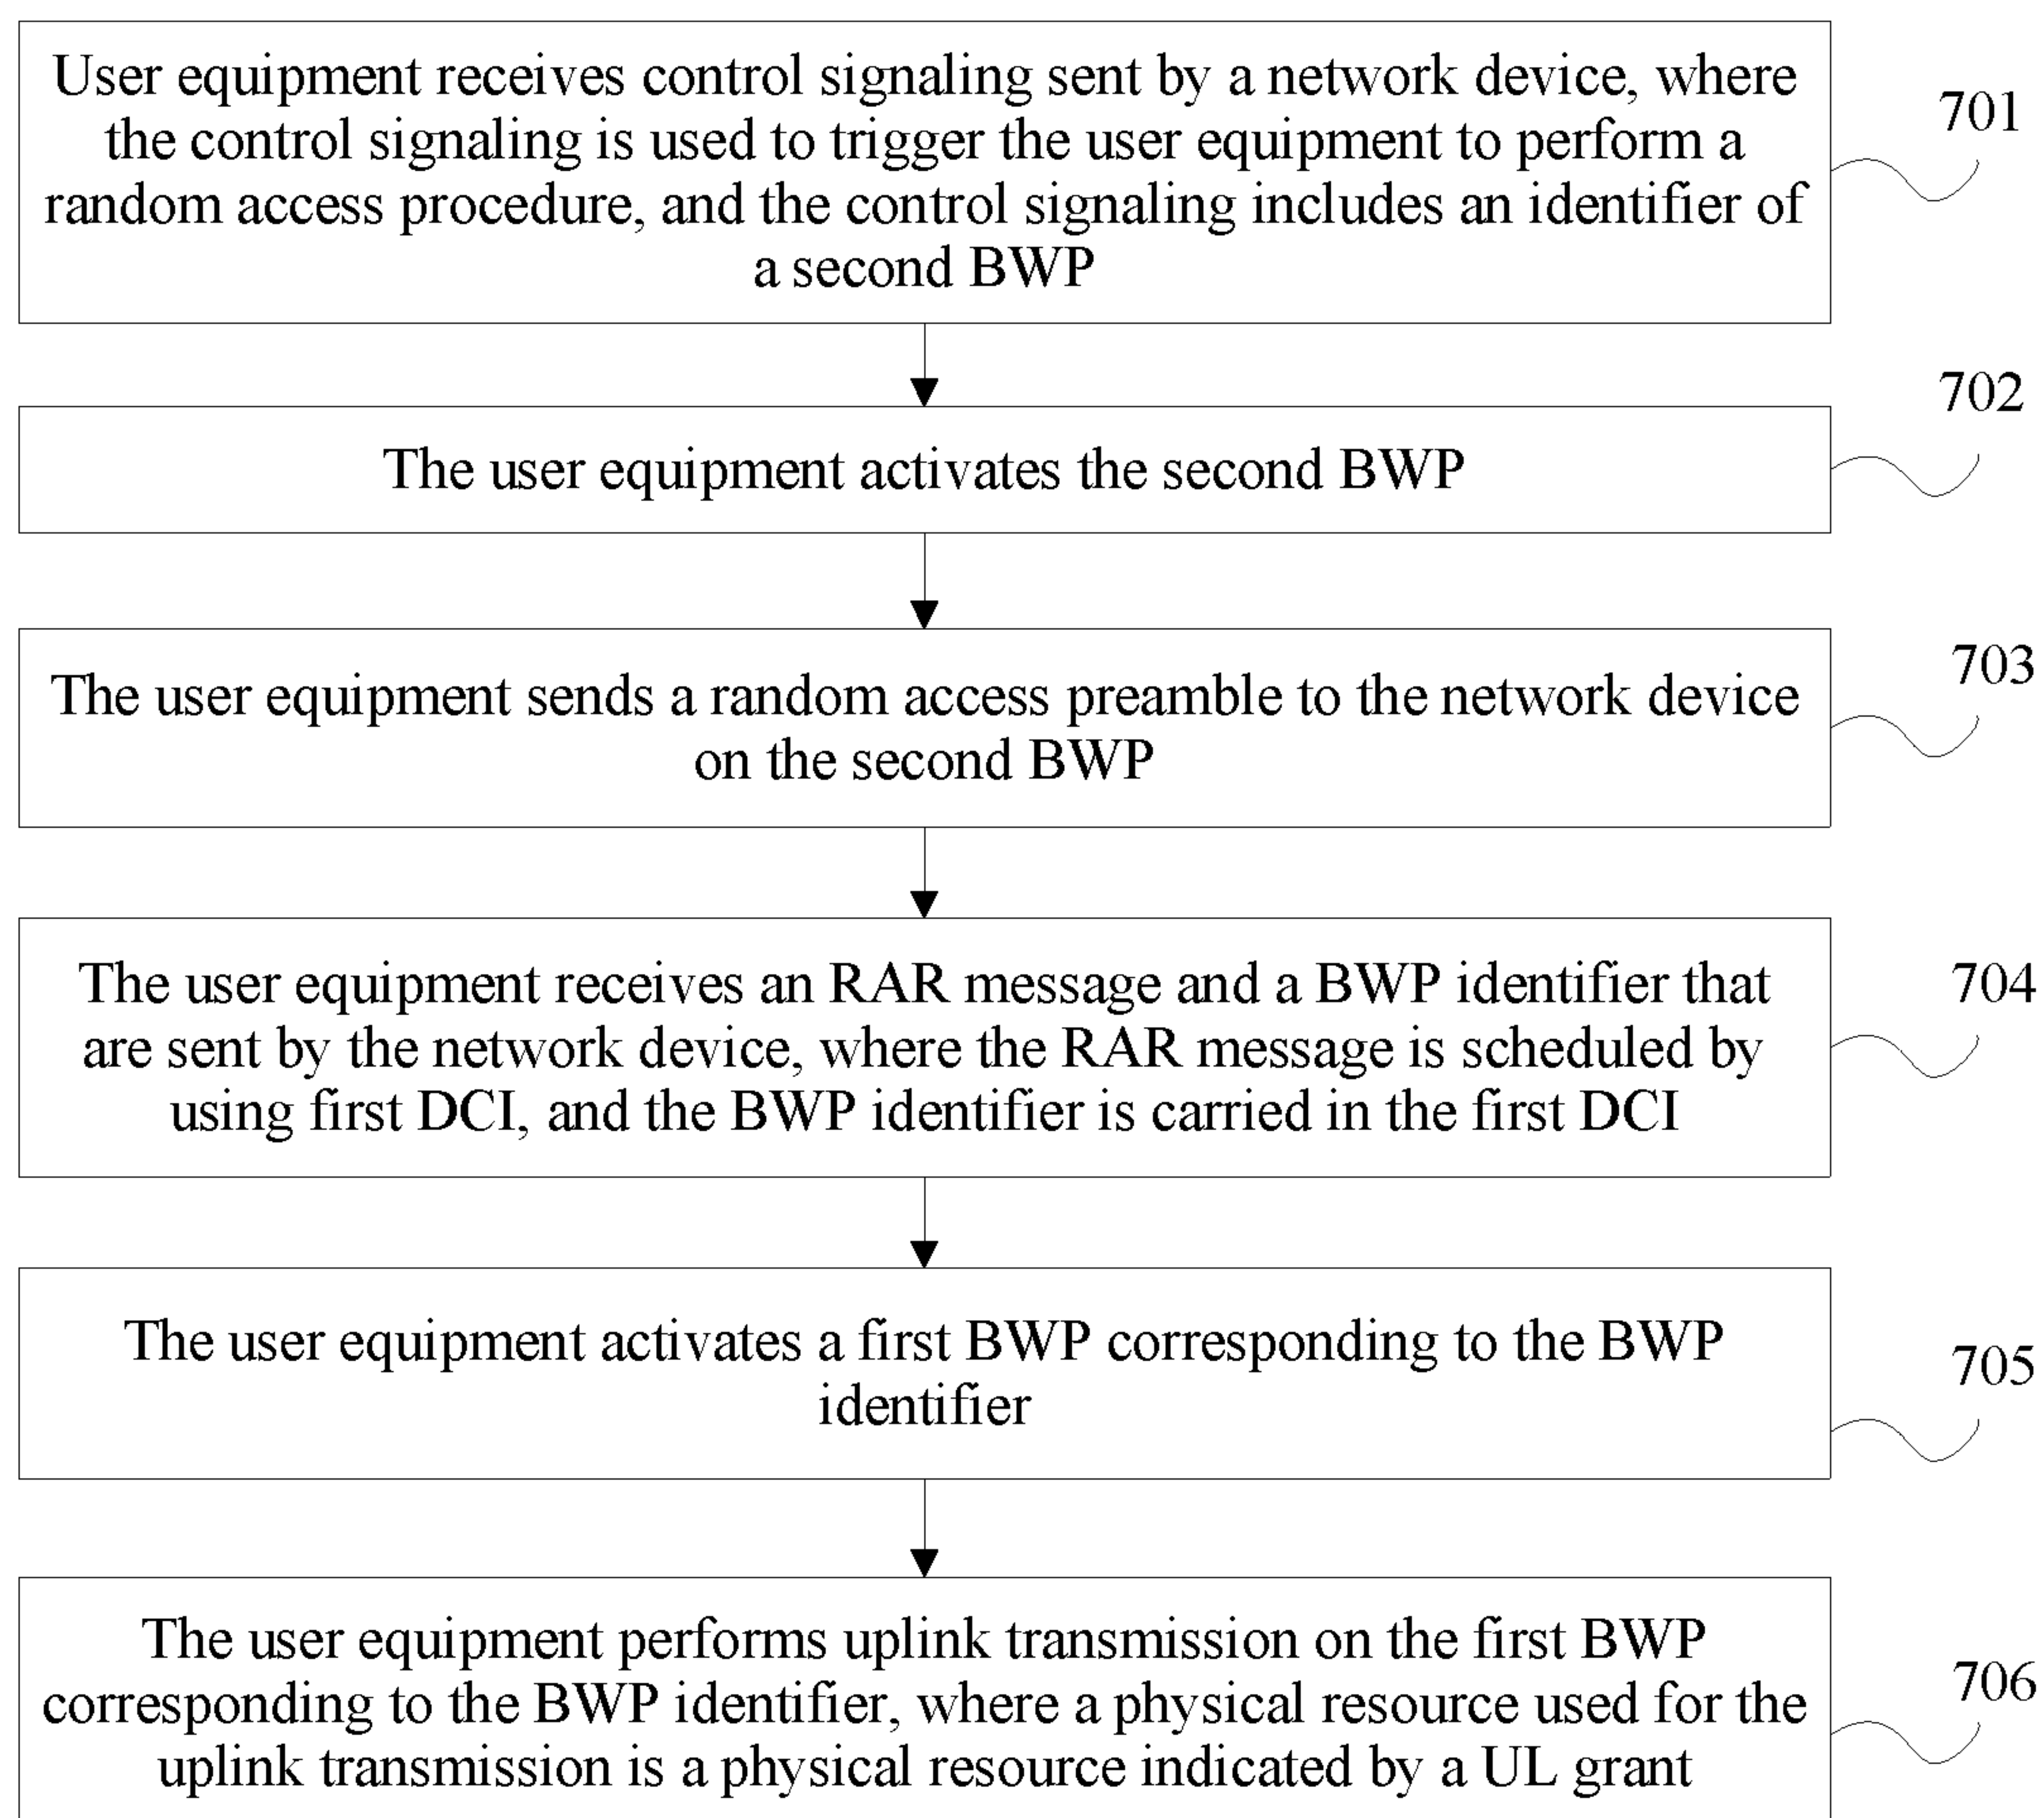 User equipment receives control signaling sent by a network device, where
the control signaling is used to trigger the user equipment to perform a
random access procedure, and the control signaling includes an identifier of
a second BWP
701
702
The user equipment activates the second BWP
703
The user equipment sends a random access preamble to the network device
on the second BWP
704
The user equipment receives an RAR message and a BWP identifier that
are sent by the network device, where the RAR message is scheduled by
using first DCI, and the BWP identifier is carried in the first DCI
The user equipment activates a first BWP corresponding to the BWP
identifier
705
The user equipment performs uplink transmission on the first BWP
corresponding to the BWP identifier, where a physical resource used for the
uplink transmission is a physical resource indicated by a UL grant
706